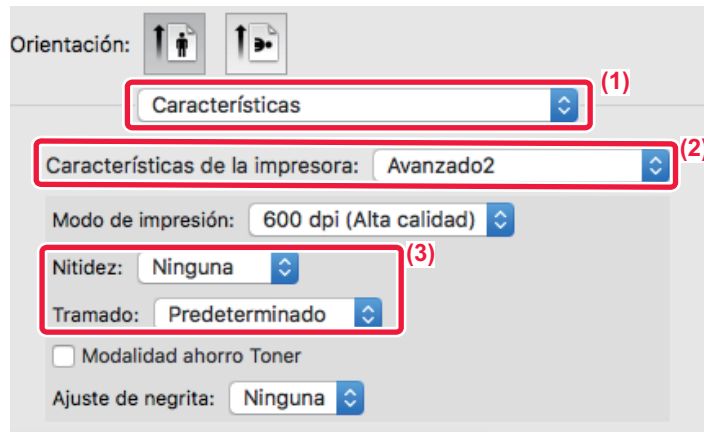 Orientación:
(1)
Características
(2)
Características de la impresora: Avanzado2
Modo de impresión: 600 dpi (Alta calidad)
(3)
Nitidez: Ninguna
Tramado: Predeterminado
Modalidad ahorro Toner
Ajuste de negrita: Ninguna